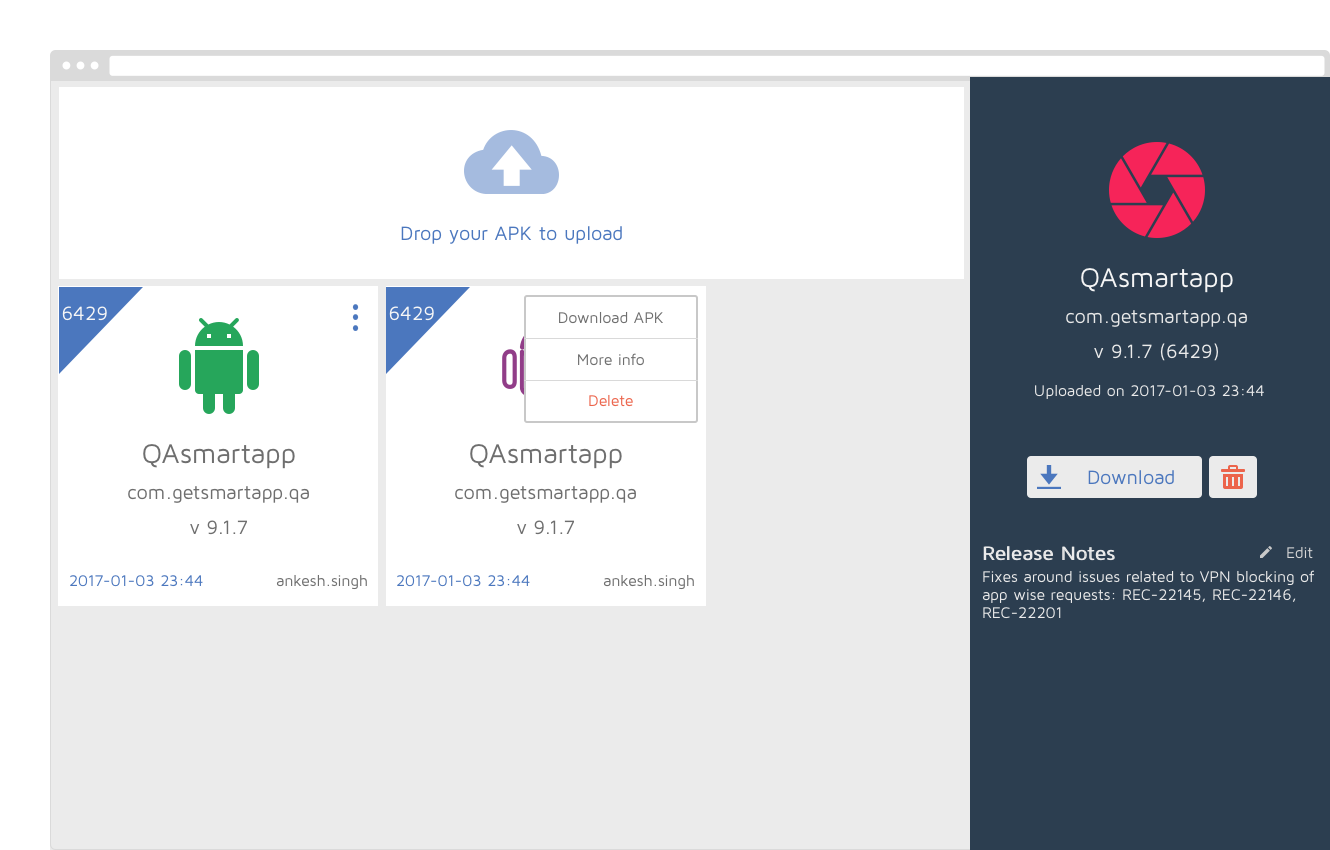 Drop your APK to upload
6429
QAsmartapp
com.getsmartapp.qa
v 9.1.7
2017-01-03 23:44
ankesh.singh
6429
Download APK
More info
Delete
QAsmartapp
com.getsmartapp.qa
v 9.1.7
2017-01-03 23:44
ankesh.singh
QAsmartapp
com.getsmartapp.qa
v 9.1.7 (6429)
Uploaded on 2017-01-03 23:44
Download
Release Notes
Edit
Fixes around issues related to VPN blocking of
app wise requests: REC-22145, REC-22146,
REC-22201